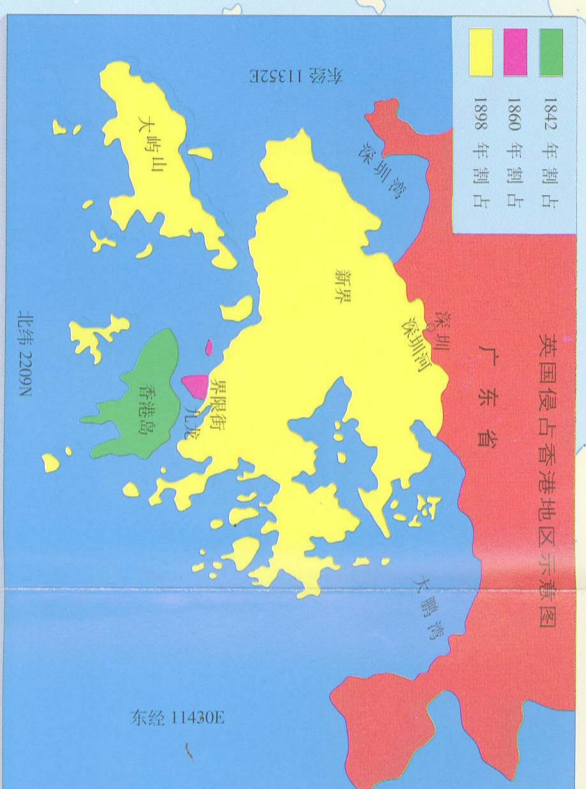 英国侵占香港地区示意图
1842 年割占
1860 年割占
1898 年割占
广东省
深圳
深圳河
深圳湾
大鹏湾
新界
界限街
九龙
香港岛
大屿山
东经 11352E
东经 11430E
北纬 2209N